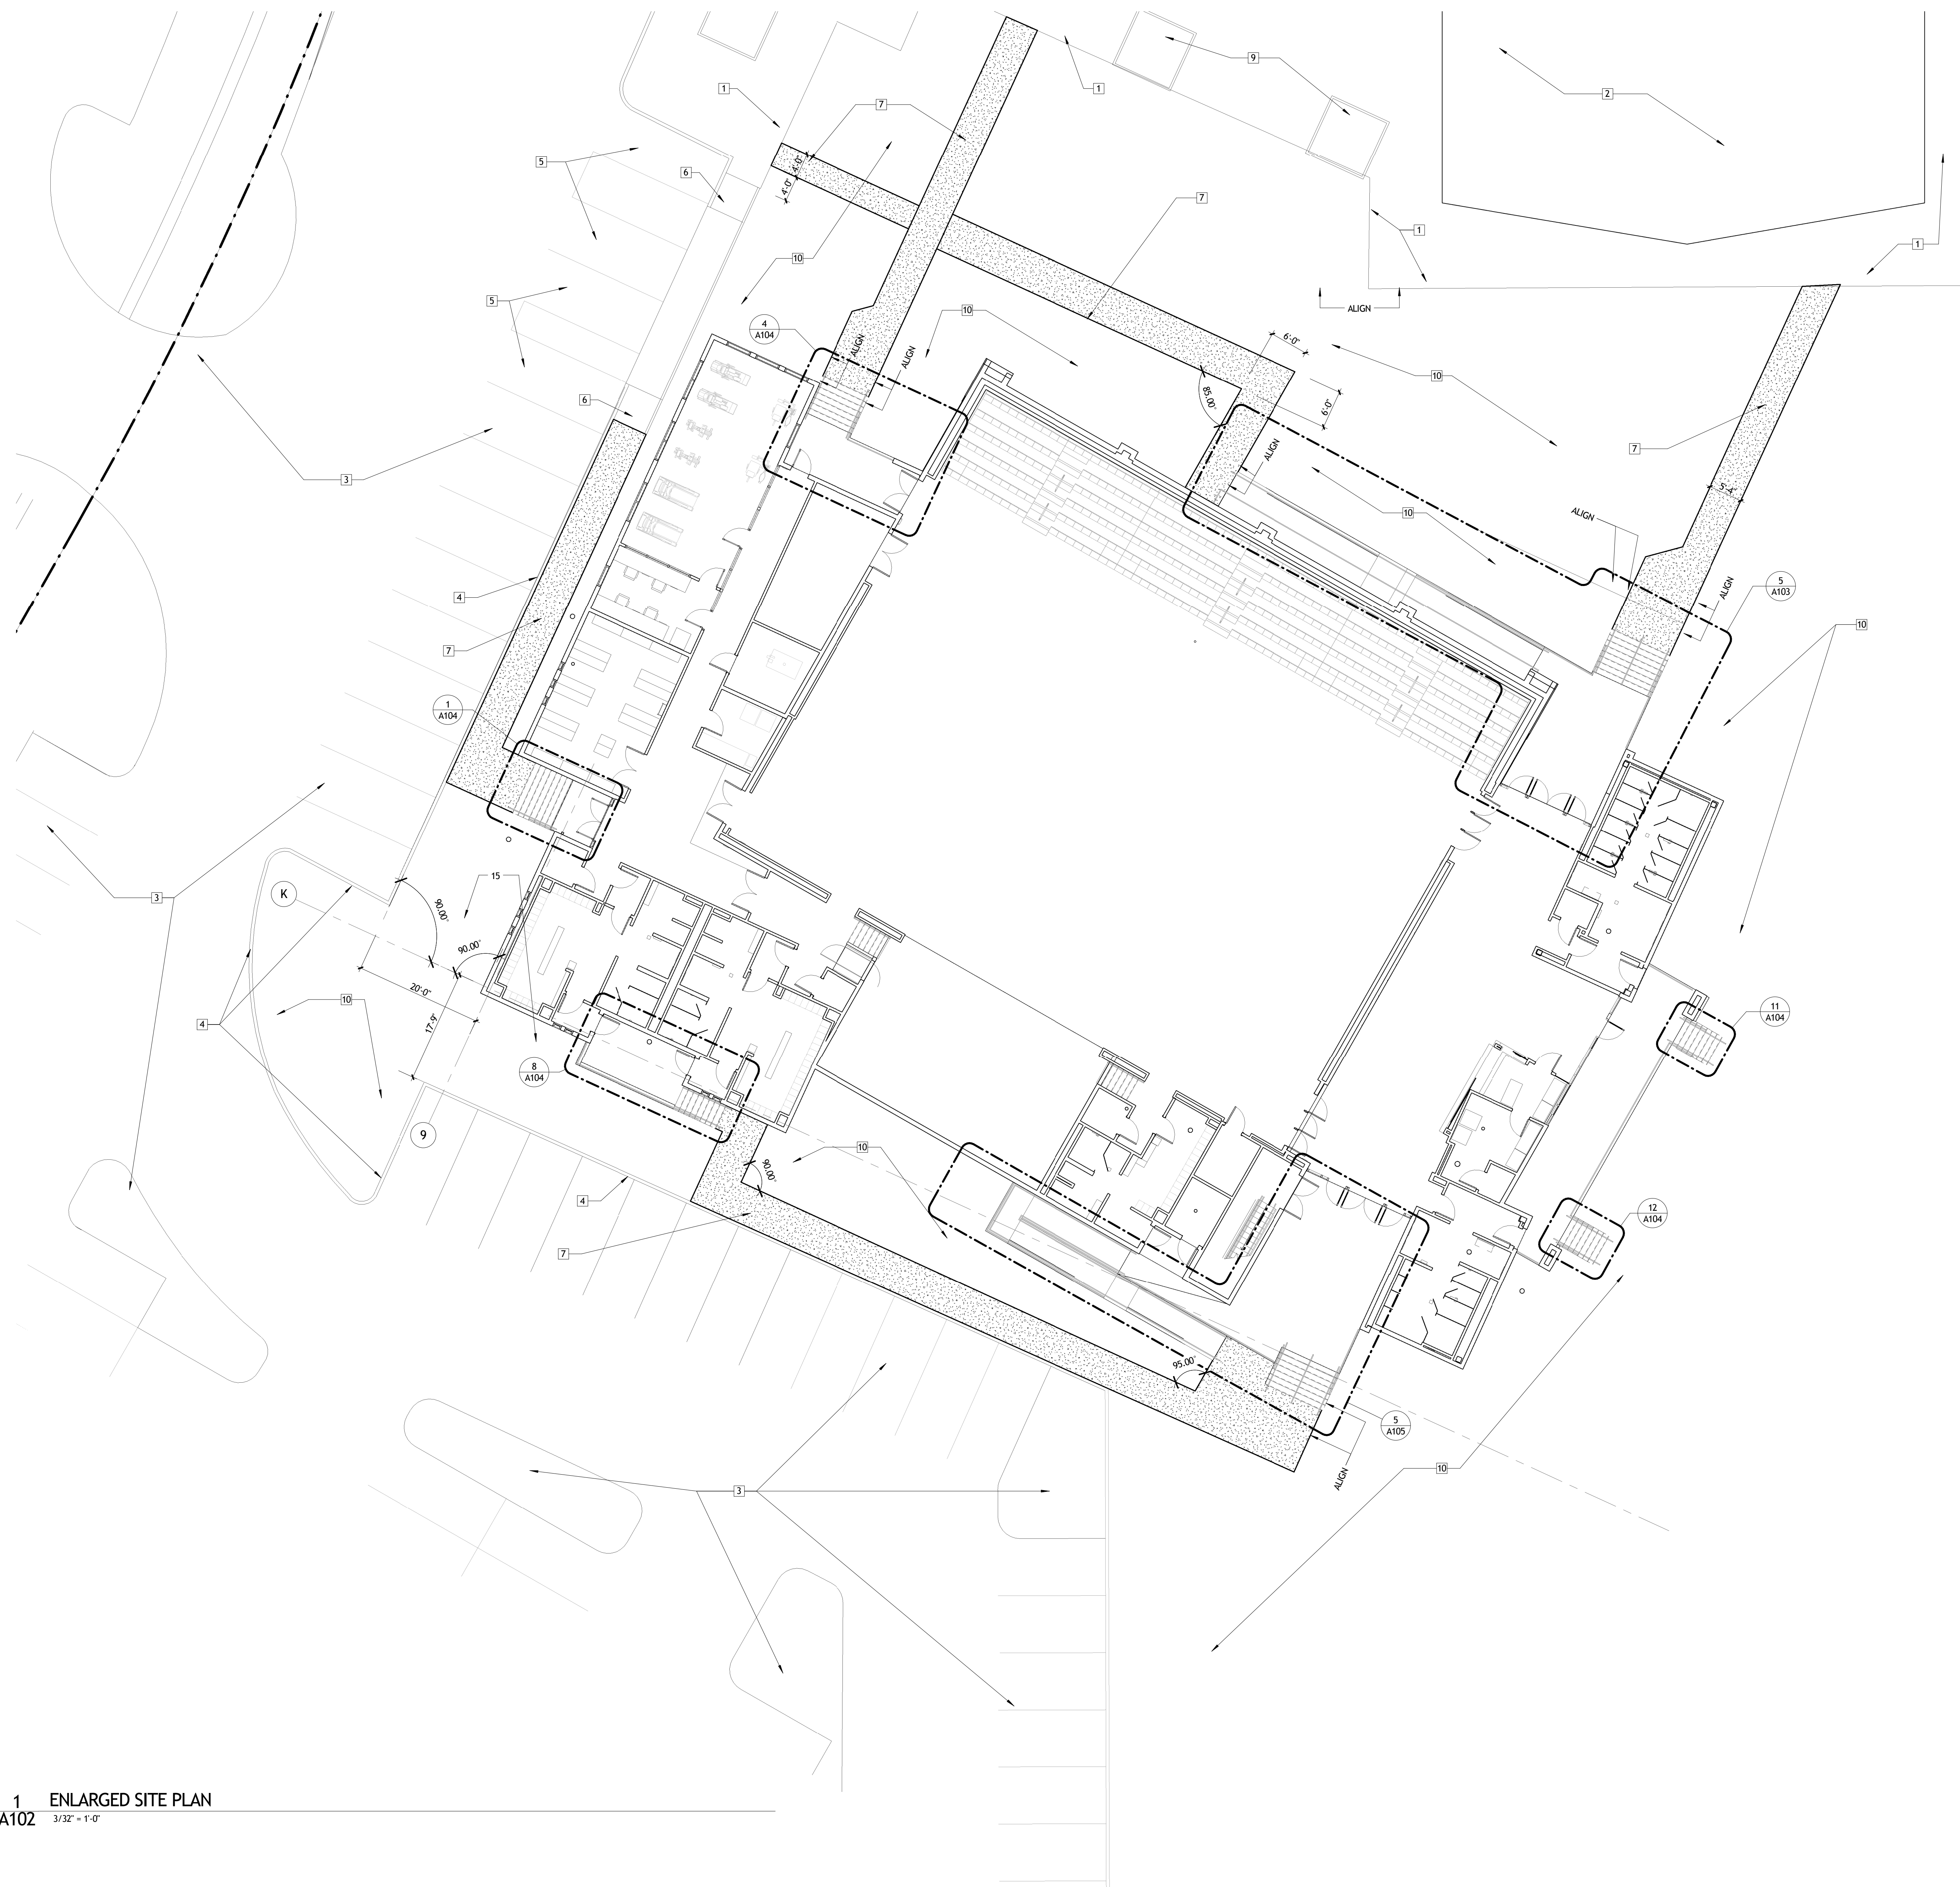 9
1
2
1
7
5
6
4'-0"
4'-0"
7
1
1
10
5
10
ALIGN
4
A104
6'-0"
ALIGN
ALIGN
10
85.00°
6
6'-0"
7
ALIGN
3
5'-4"
10
ALIGN
5
A103
ALIGN
4
10
7
1
A104
K
15
3
90.00°
90.00°
20'-0"
10
11
A104
4
17'-9"
8
A104
9
10
90.00°
4
12
A104
7
95.00°
5
A105
10
ALIGN
3
1
A102
ENLARGED SITE PLAN
3/32" = 1'-0"